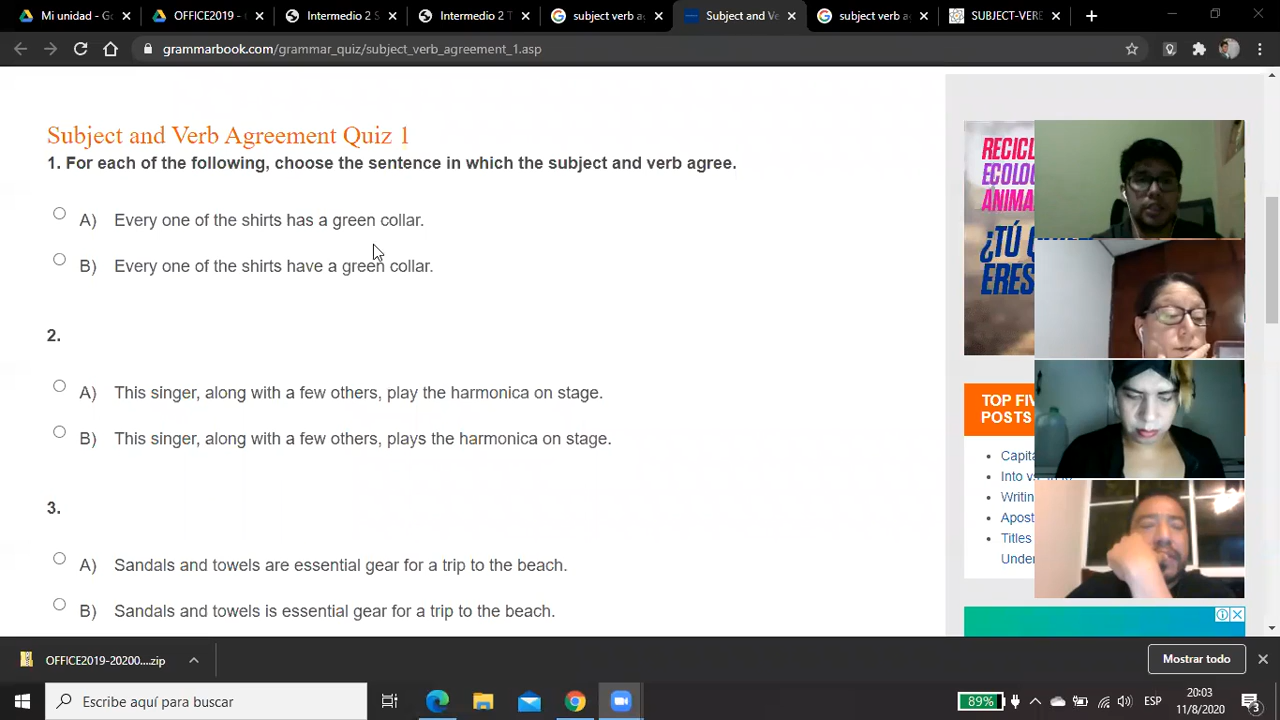 Mi unidad - G
OFFICE2019 -
Intermedio 2 S
Intermedio 2 T
subject verb a
Subject and Ve
subject verb a
SUBJECT-VERB
grammarbook.com/grammar_quiz/subject_verb_agreement_1.asp
Subject and Verb Agreement Quiz 1
1. For each of the following, choose the sentence in which the subject and verb agree.
A) Every one of the shirts has a green collar.
B) Every one of the shirts have a green collar.
2.
A) This singer, along with a few others, play the harmonica on stage.
B) This singer, along with a few others, plays the harmonica on stage.
3.
A) Sandals and towels are essential gear for a trip to the beach.
B) Sandals and towels is essential gear for a trip to the beach.
RECICL
ECOLO
ANIMA
¿TÚ
ERES
TOP FIV
POSTS
Capita
Into vs
Writin
Apost
Titles
Unde
OFFICE2019-20200....zip
Mostrar todo
Escribe aquí para buscar
89%
ESP
20:03
11/8/2020
3